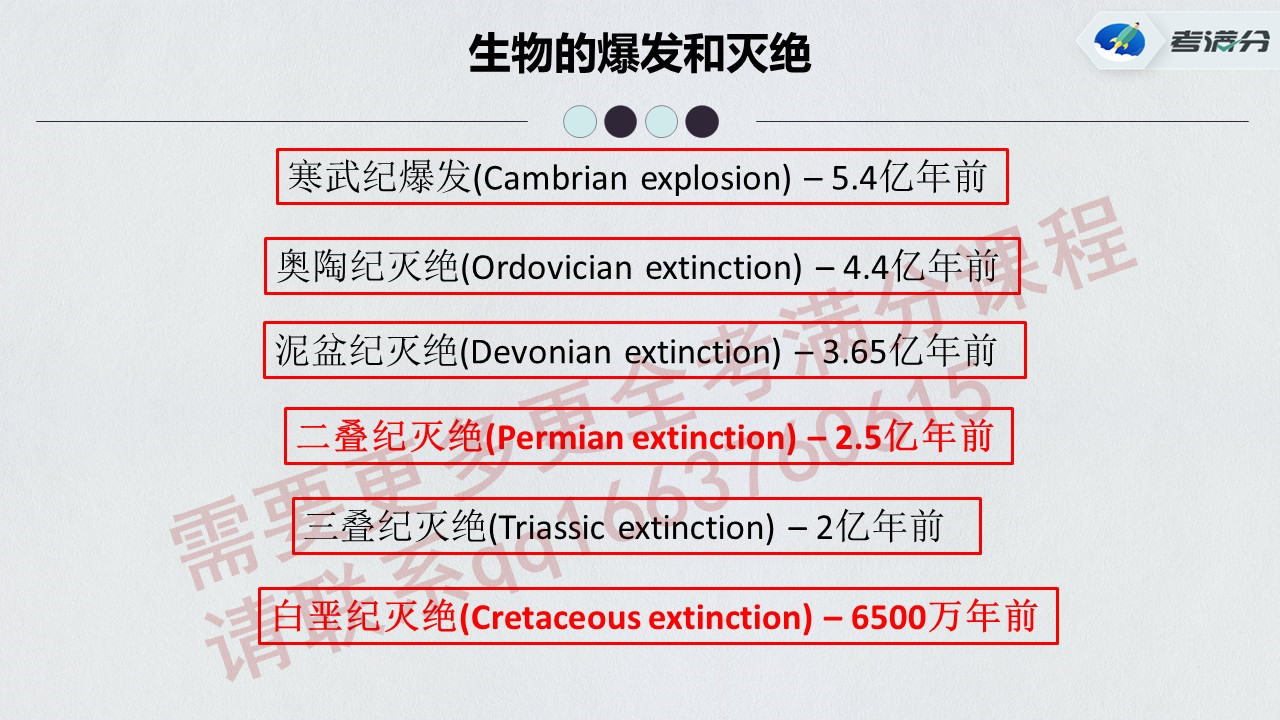 生物的爆发和灭绝
考满分
寒武纪爆发(Cambrian explosion) – 5.4亿年前
奥陶纪灭绝(Ordovician extinction) – 4.4亿年前
泥盆纪灭绝(Devonian extinction) – 3.65亿年前
二叠纪灭绝(Permian extinction) – 2.5亿年前
三叠纪灭绝(Triassic extinction) – 2亿年前
白垩纪灭绝(Cretaceous extinction) – 6500万年前
需要更多更全考满分课程
请联系qq1663760615